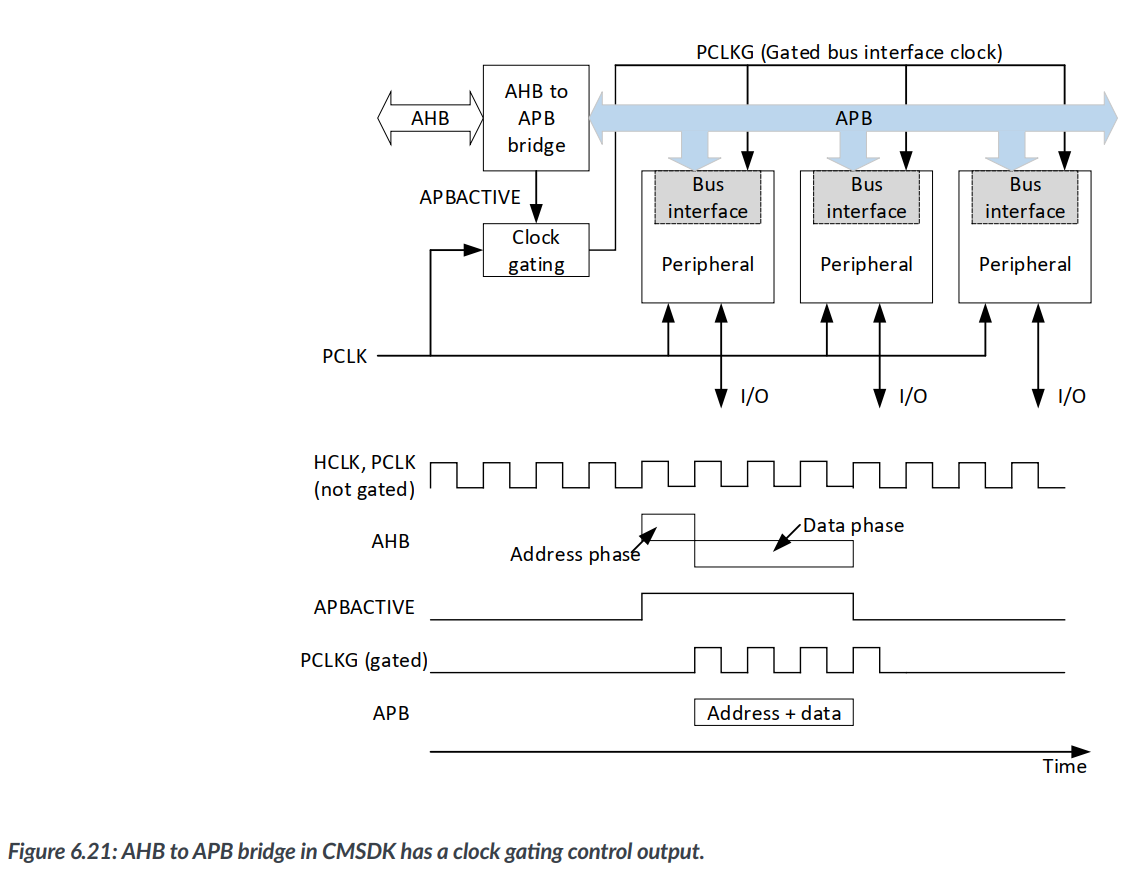 PCLKG (Gated bus interface clock)
AHB
AHB to
APB
bridge
APB
APBACTIVE
Clock
gating
Bus
interface
Peripheral
Bus
interface
Peripheral
Bus
interface
Peripheral
PCLK
I/O
I/O
I/O
HCLK, PCLK
(not gated)
AHB
Address phase
Data phase
APBACTIVE
PCLKG (gated)
APB
Address + data
Time
Figure 6.21: AHB to APB bridge in CMSDK has a clock gating control output.